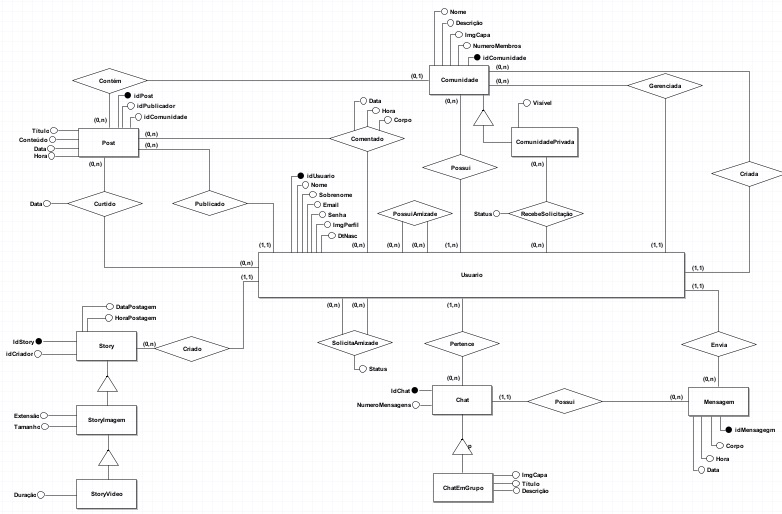 Nome
Descrição
ImgCapa
NumeroMembros
idComunidade
Contém
(0,1)
Comunidade
(0,n)
(0,n)
Gerenciada
idPost
idPublicador
idComunidade
(0,n)
Titulo
Conteúdo
Data
Hora
Post
(0,n)
(0,n)
Data
Hora
Corpo
Comentado
(0,n)
Visivel
ComunidadePrivada
Possui
Criada
idUsuario
Nome
Sobrenome
Email
Senha
ImgPerfil
DtNasc
Data
Curtido
Publicado
PossuiAmizade
Status
RecebeSolicitação
(1,1)
(0,n)
(0,n)
(0,n)
(1,n)
(0,n)
(1,1)
(0,n)
(1,1)
Usuario
(1,1)
(1,1)
DataPostagem
HoraPostagem
(0,n)
(0,n)
(1,n)
IdStory
idCriador
Story
(0,n)
Criado
SolicitaAmizade
Status
Pertence
Envia
(0,n)
(0,n)
IdChat
NumeroMensagens
Chat
(1,1)
Possui
(0,n)
Mensagem
Extensão
Tamanho
StoryImagem
idMensagegm
Corpo
Hora
Data
p
Duração
StoryVideo
ChatEmGrupo
ImgCapa
Titulo
Descrição